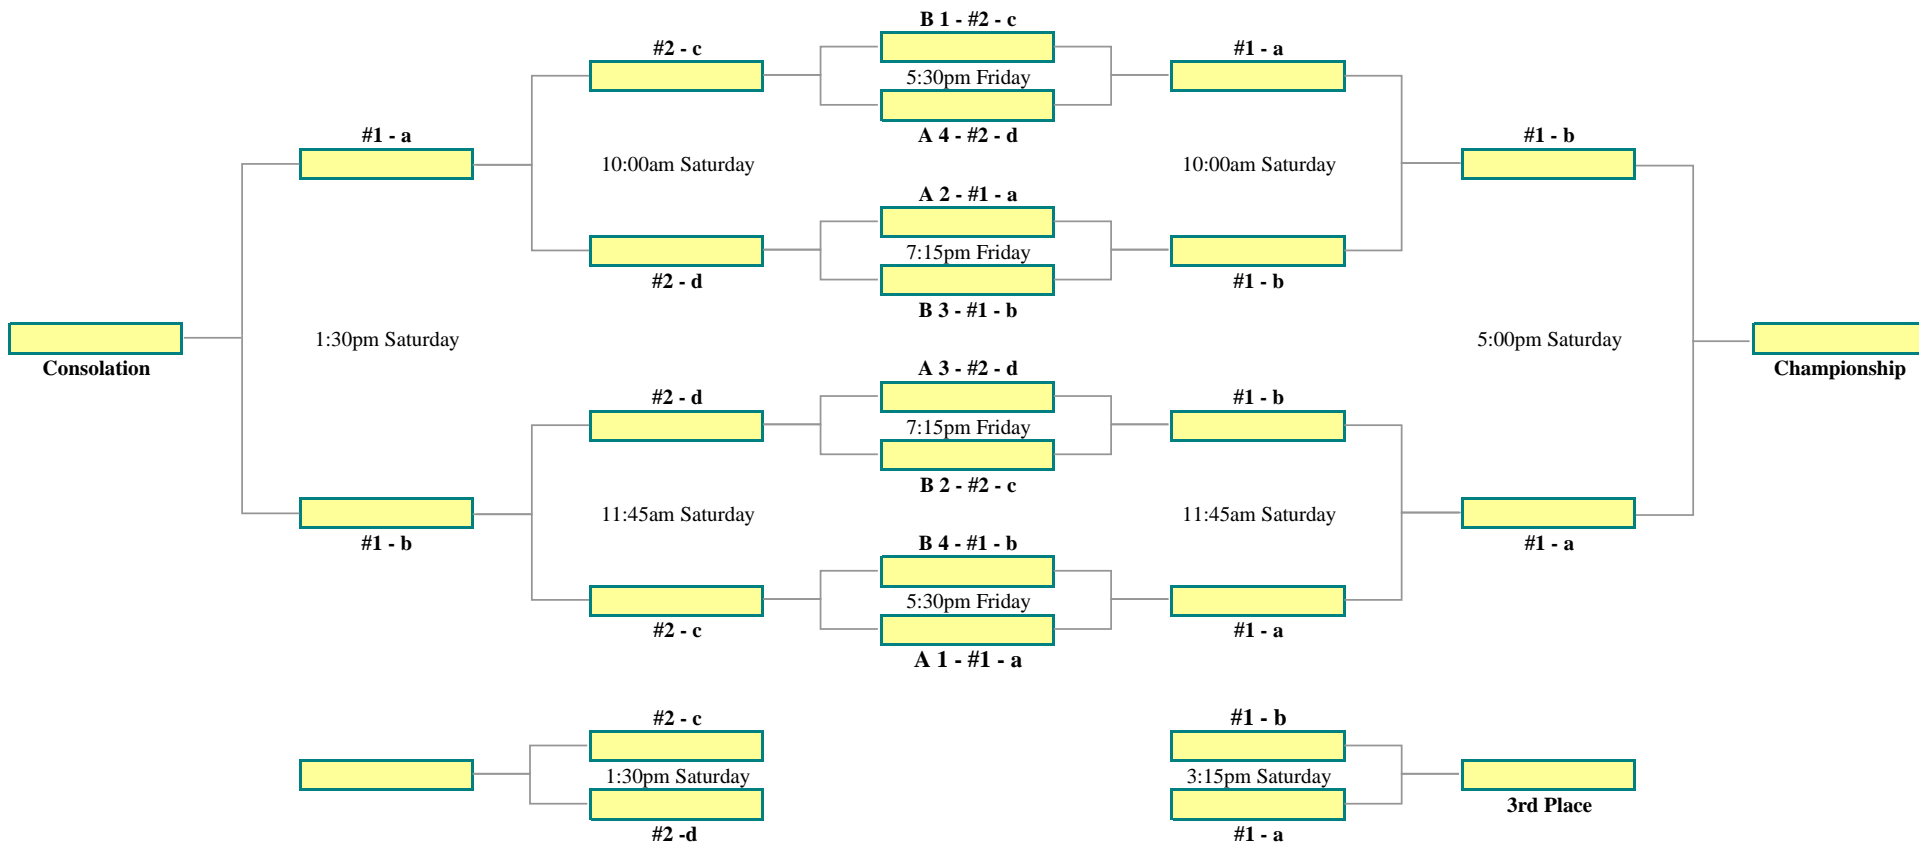 B 1 - #2 - c
#2 - c
#1 - a
5:30pm Friday
#1 - a
A 4 - #2 - d
#1 - b
10:00am Saturday
10:00am Saturday
A 2 - #1 - a
7:15pm Friday
#2 - d
#1 - b
B 3 - #1 - b
1:30pm Saturday
5:00pm Saturday
Consolation
A 3 - #2 - d
Championship
#2 - d
#1 - b
7:15pm Friday
B 2 - #2 - c
11:45am Saturday
11:45am Saturday
#1 - b
B 4 - #1 - b
#1 - a
5:30pm Friday
#2 - c
#1 - a
A 1 - #1 - a
#2 - c
#1 - b
1:30pm Saturday
3:15pm Saturday
3rd Place
#2 -d
#1 - a